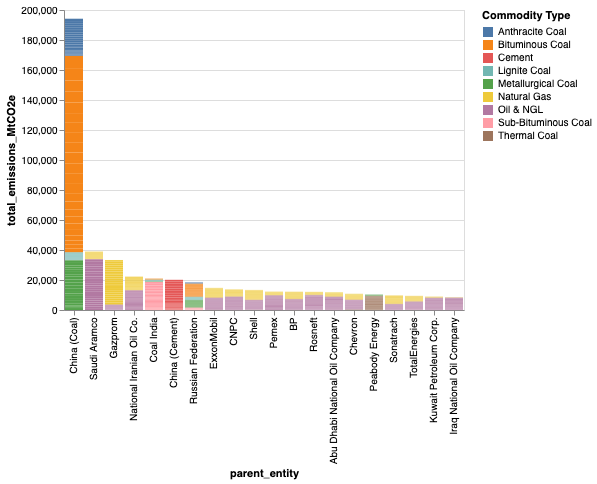 200,000
180,000
160,000
140,000
120,000
100,000
80,000
60,000
40,000
20,000
0
total_emissions_MtCO2e
China (Coal)
Saudi Aramco
Gazprom
National Iranian Oil Co.
Coal India
China (Cement)
Russian Federation
ExxonMobil
CNPC
Shell
Pemex
BP
Rosneft
Abu Dhabi National Oil Company
Chevron
Peabody Energy
Sonatrach
TotalEnergies
Kuwait Petroleum Corp.
Iraq National Oil Company
parent_entity
Commodity Type
Anthracite Coal
Bituminous Coal
Cement
Lignite Coal
Metallurgical Coal
Natural Gas
Oil & NGL
Sub-Bituminous Coal
Thermal Coal